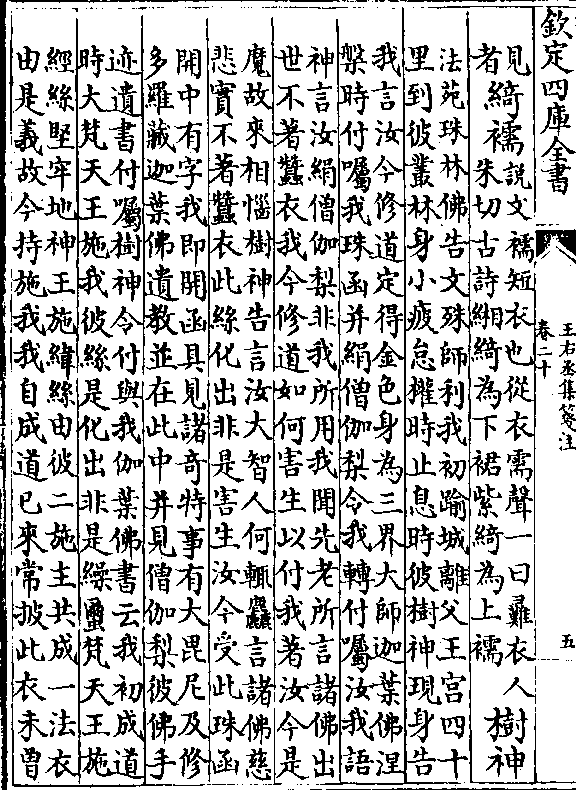 欽定四庫全書
王右丞集箋注
卷二十
五
見
者
綺襦
說文襦短衣也從衣需聲一曰㬮衣人
朱切古詩緗綺為下裙紫綺為上襦
樹神
法苑珠林佛告文殊師利我初踰城離父王宫四十
里到彼叢林身小疲怠權時止息時彼樹神現身告
我言汝今修道定得金色身為三界大師迦葉佛涅
槃時付囑我珠函并絹僧伽梨令我轉付囑汝我語
神言汝絹僧伽梨非我所用我聞先老所言諸佛出
世不著蠶衣我今修道如何害生以付我著汝今是
魔故來相惱樹神告言汝大智人何輒麤言諸佛慈
悲實不著蠶衣此絲化出非是害生汝今受此珠函
開中有字我即開函具見諸奇特事有大毘尼及修
多羅藏迦葉佛遺教並在此中并見僧伽梨彼佛手
迹遺書付囑樹神令付與我伽葉佛書云我初成道
時大梵天王施我彼絲是化出非是繰蠒梵天王施
經絲堅牢地神王施緯絲由彼二施主共成一法衣
由是義故今持施我我自成道已來常披此衣未曾